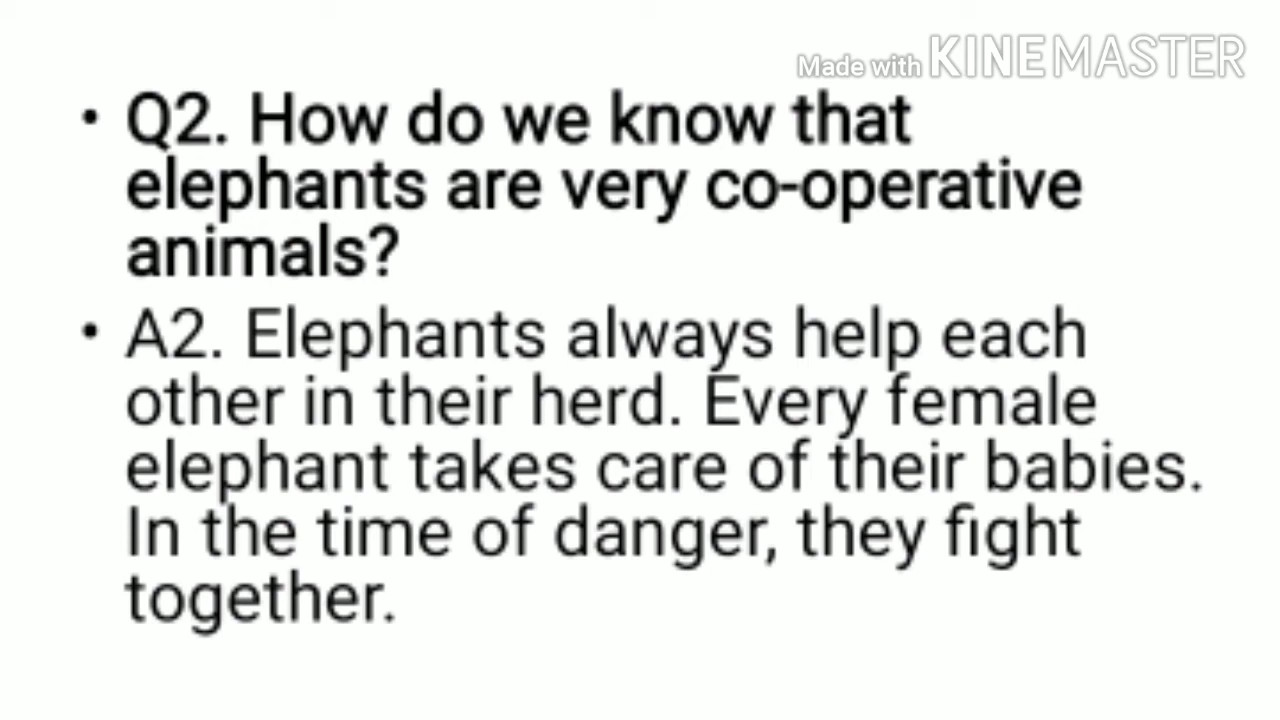 Made with KINEMASTER
• Q2. How do we know that
elephants are very co-operative
animals?
• A2. Elephants always help each
other in their herd. Every female
elephant takes care of their babies.
In the time of danger, they fight
together.